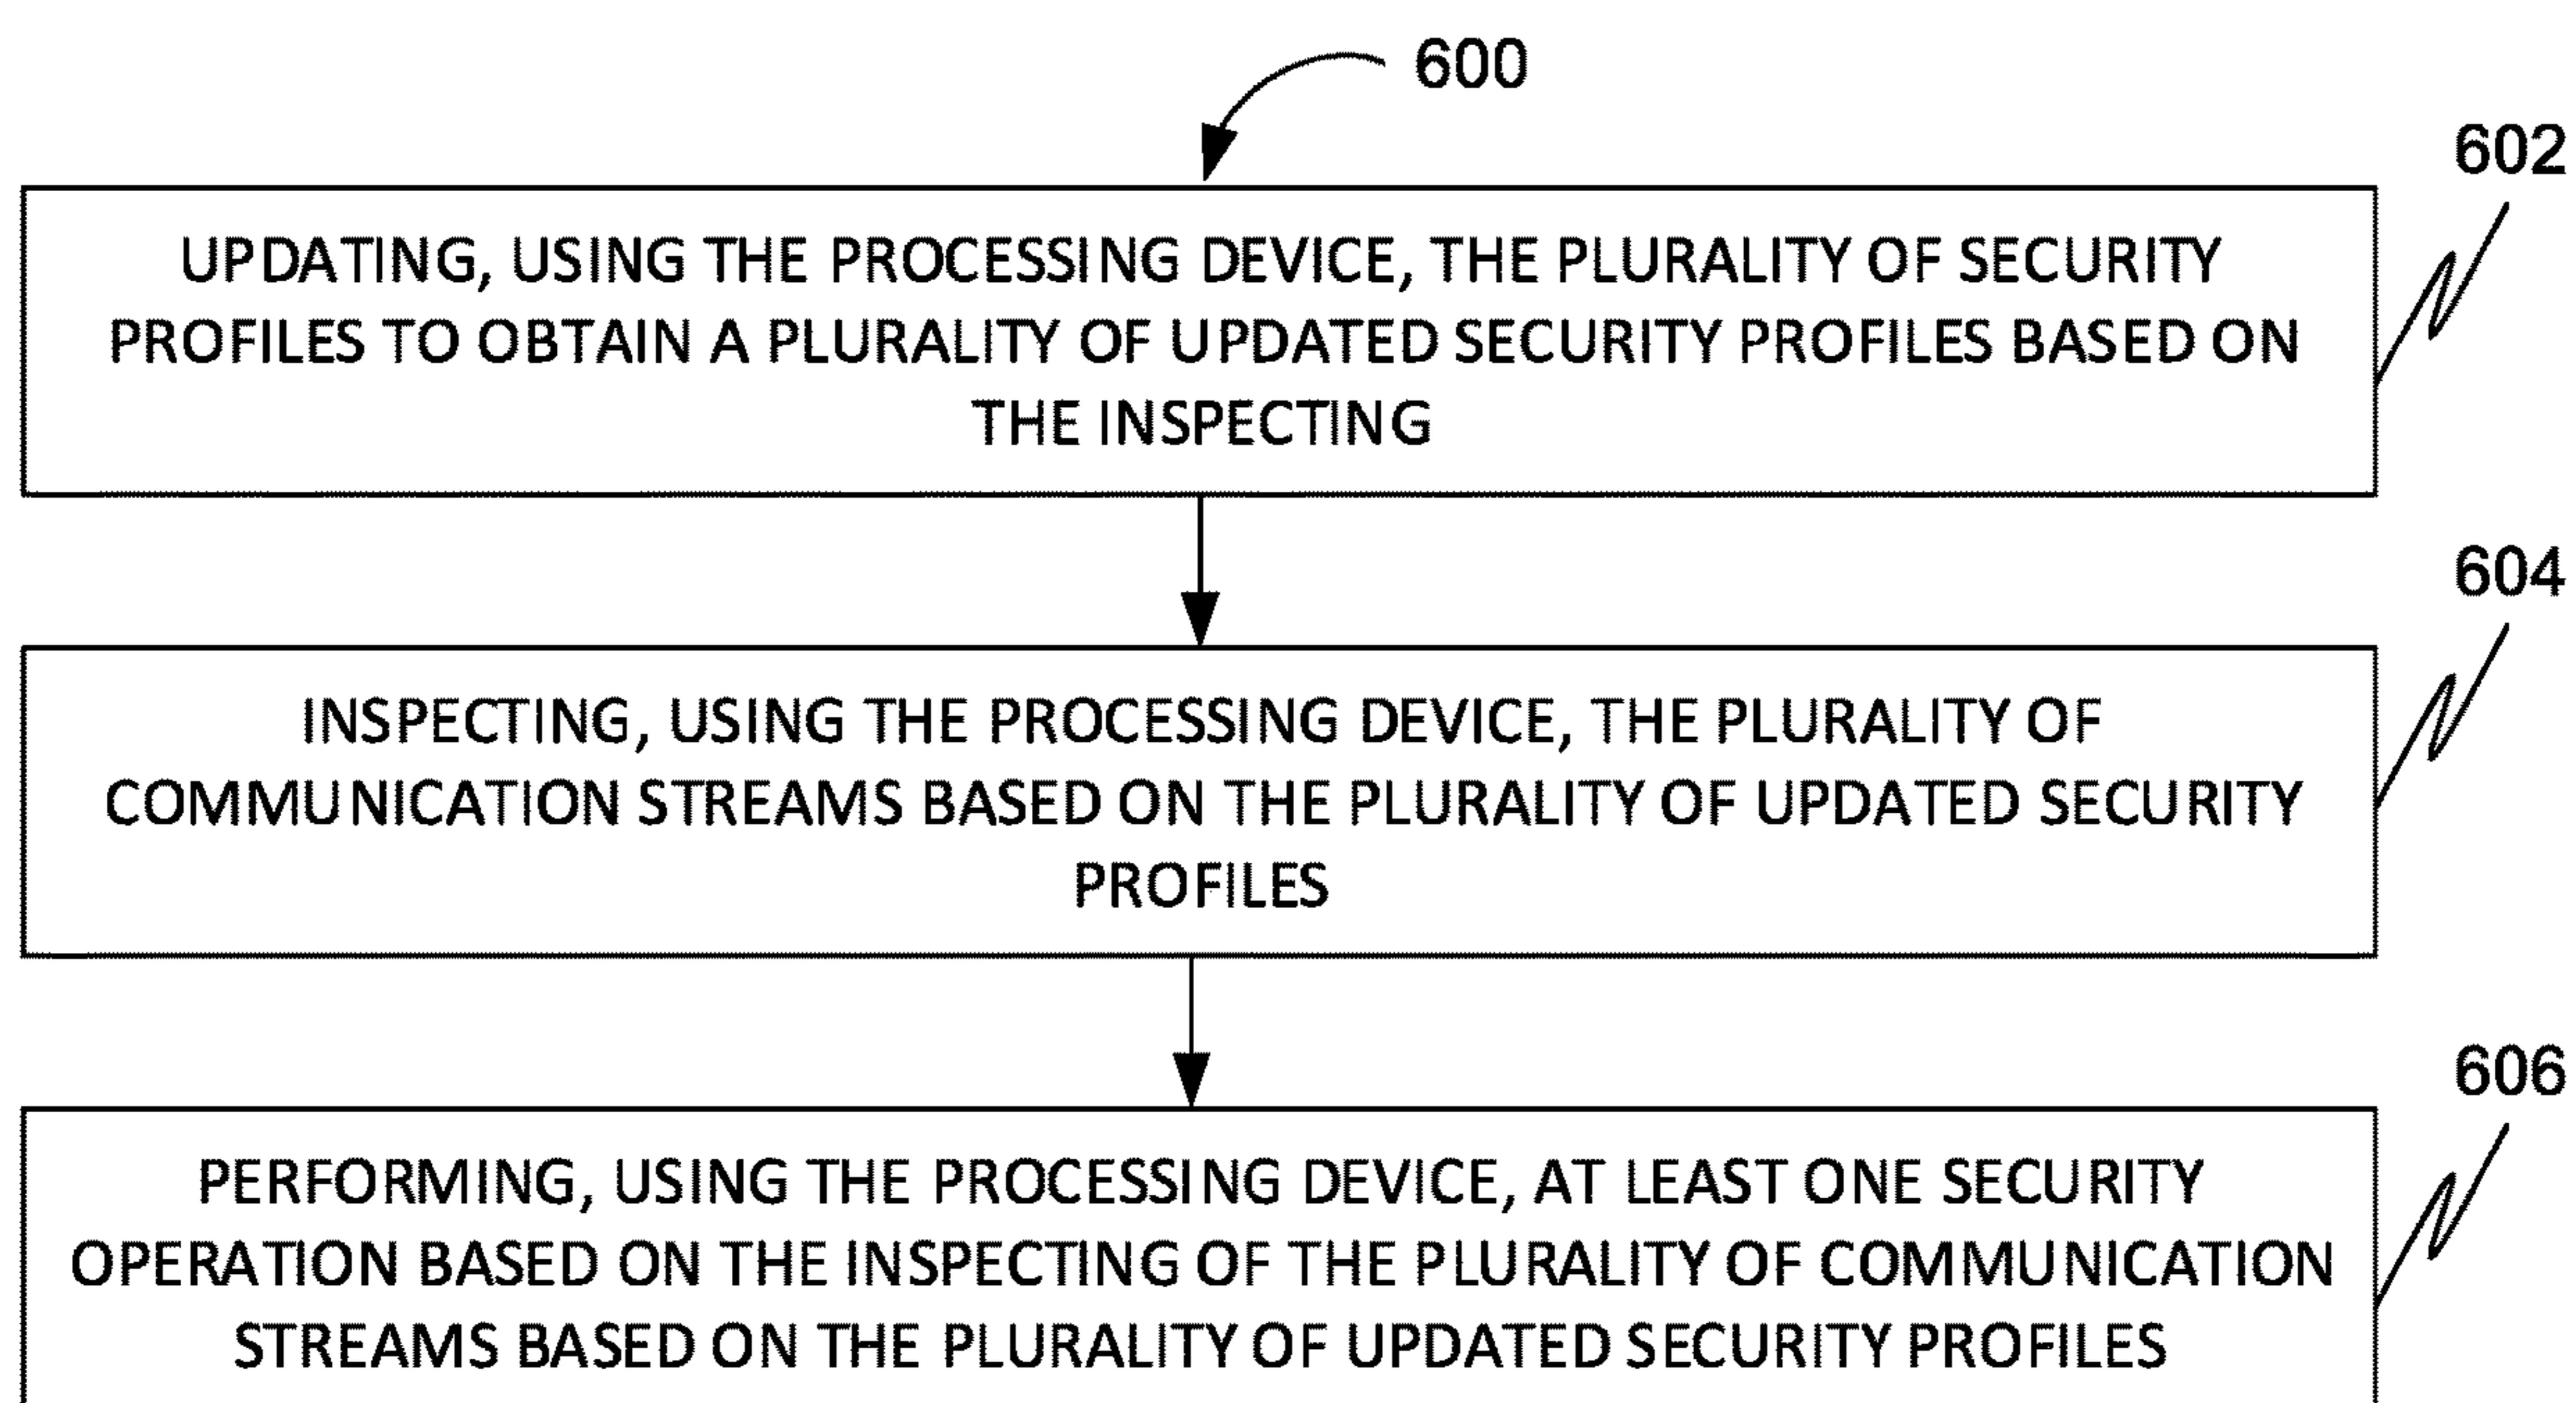 600
602
UPDATING, USING THE PROCESSING DEVICE, THE PLURALITY OF SECURITY
PROFILES TO OBTAIN A PLURALITY OF UPDATED SECURITY PROFILES BASED ON
THE INSPECTING
604
INSPECTING, USING THE PROCESSING DEVICE, THE PLURALITY OF
COMMUNICATION STREAMS BASED ON THE PLURALITY OF UPDATED SECURITY
PROFILES
606
PERFORMING, USING THE PROCESSING DEVICE, AT LEAST ONE SECURITY
OPERATION BASED ON THE INSPECTING OF THE PLURALITY OF COMMUNICATION
STREAMS BASED ON THE PLURALITY OF UPDATED SECURITY PROFILES